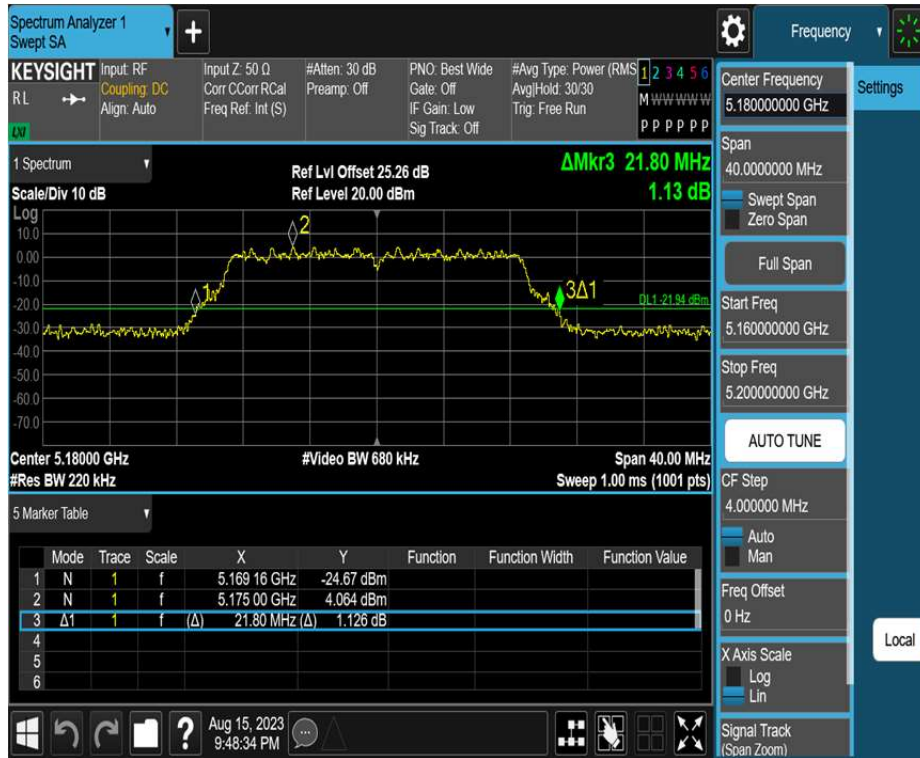 Spectrum Analyzer 1
Swept SA
+
Frequency
KEYSIGHT
RL
LXI
Input: RF
Coupling: DC
Align: Auto
Input Z: 50 Ω
Corr CCorr RCal
Freq Ref: Int (S)
#Atten: 30 dB
Preamp: Off
PNO: Best Wide
Gate: Off
IF Gain: Low
Sig Track: Off
#Avg Type: Power (RMS
Avg|Hold: 30/30
Trig: Free Run
1 2 3 4 5 6
M W W W W W
P P P P P P
1 Spectrum
Scale/Div 10 dB
Ref Lvl Offset 25.26 dB
Ref Level 20.00 dBm
ΔMkr3 21.80 MHz
1.13 dB
Log
10.0
0.00
-10.0
-20.0
-30.0
-40.0
-50.0
-60.0
-70.0
1
2
3Δ1
DL1 -21.94 dBm
Center 5.18000 GHz
#Video BW 680 kHz
Span 40.00 MHz
#Res BW 220 kHz
Sweep 1.00 ms (1001 pts)
5 Marker Table
Mode Trace Scale X Y Function Function Width Function Value
1 N 1 f 5.169 16 GHz -24.67 dBm
2 N 1 f 5.175 00 GHz 4.064 dBm
3 Δ1 1 f (Δ) 21.80 MHz (Δ) 1.126 dB
4
5
6
?
Aug 15, 2023
9:48:34 PM
Center Frequency
5.180000000 GHz
Settings
Span
40.0000000 MHz
Swept Span
Zero Span
Full Span
Start Freq
5.160000000 GHz
Stop Freq
5.200000000 GHz
AUTO TUNE
CF Step
4.000000 MHz
Auto
Man
Freq Offset
0 Hz
Local
X Axis Scale
Log
Lin
Signal Track
(Span Zoom)